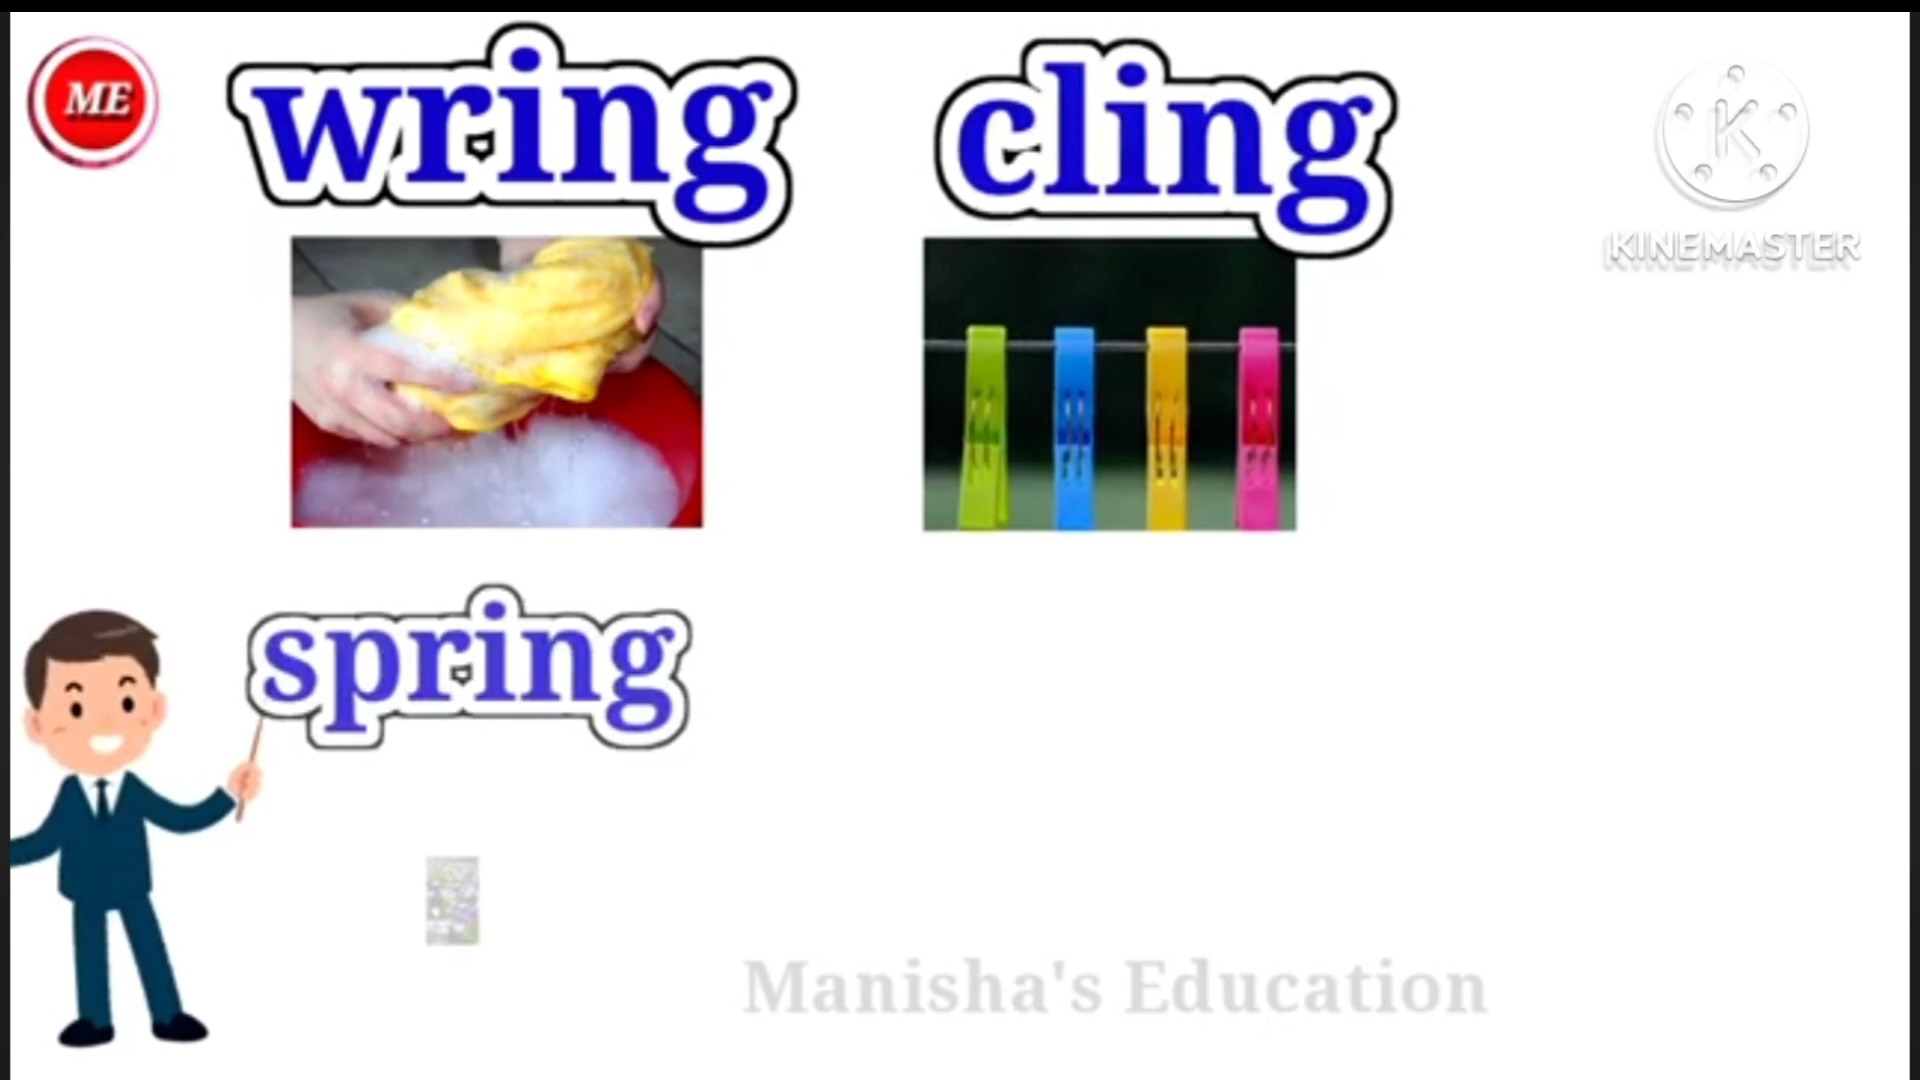 ME
wring
cling
K
KINEMASTER
spring
Manisha's Education